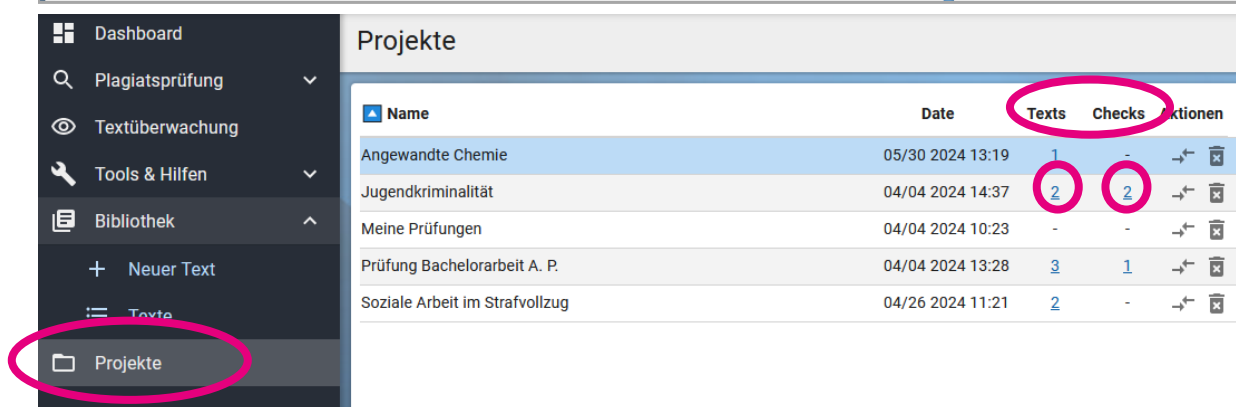 Dashboard
Plagiatsprüfung
Textüberwachung
Tools & Hilfen
Bibliothek
Neuer Text
Texte
Projekte
Projekte
Name Date Texts Checks Aktionen
Angewandte Chemie 05/30 2024 13:19 1 -
Jugendkriminalität 04/04 2024 14:37 2 2
Meine Prüfungen 04/04 2024 10:23 - -
Prüfung Bachelorarbeit A. P. 04/04 2024 13:28 3 1
Soziale Arbeit im Strafvollzug 04/26 2024 11:21 2 -